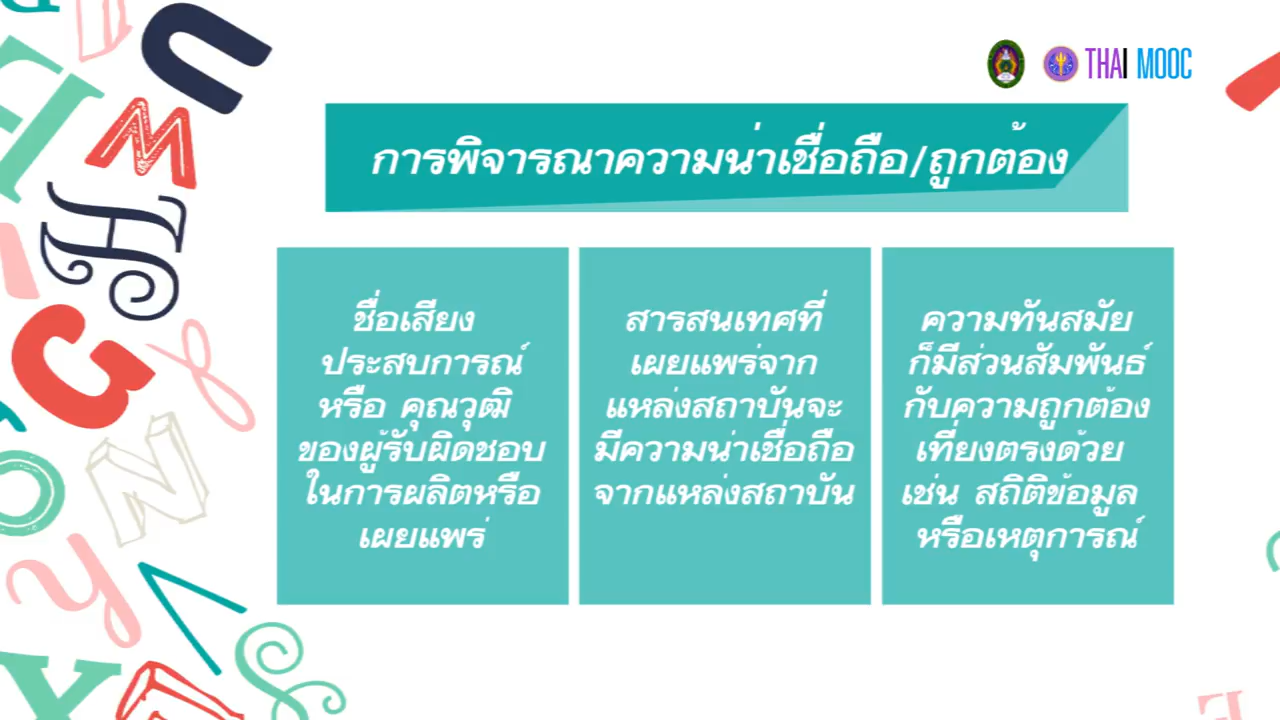 THAI MOOC
การพิจารณาความน่าเชื่อถือ/ถูกต้อง
ชื่อเสียง
ประสบการณ์
หรือ คุณวุฒิ
ของผู้รับผิดชอบ
ในการผลิตหรือ
เผยแพร่
สารสนเทศที่
เผยแพร่จาก
แหล่งสถาบันจะ
มีความน่าเชื่อถือ
จากแหล่งสถาบัน
ความทันสมัย
ก็มีส่วนสัมพันธ์
กับความถูกต้อง
เที่ยงตรงด้วย
เช่น สถิติข้อมูล
หรือเหตุการณ์